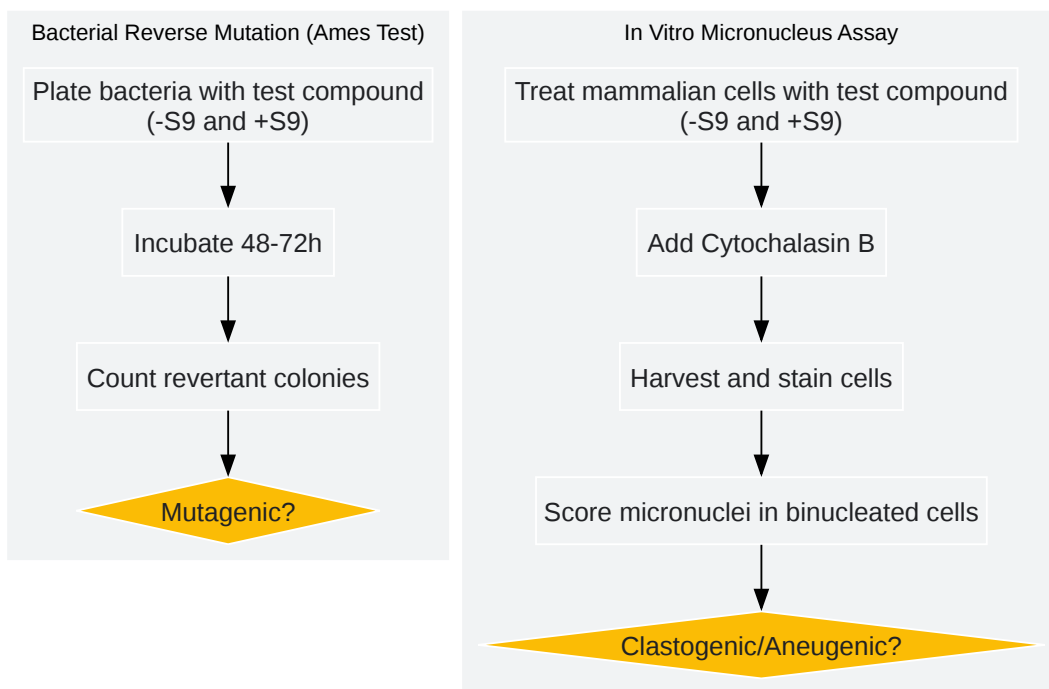 Bacterial Reverse Mutation (Ames Test)
Plate bacteria with test compound
(-S9 and +S9)
Incubate 48-72h
Count revertant colonies
Mutagenic?
In Vitro Micronucleus Assay
Treat mammalian cells with test compound
(-S9 and +S9)
Add Cytochalasin B
Harvest and stain cells
Score micronuclei in binucleated cells
Clastogenic/Aneugenic?